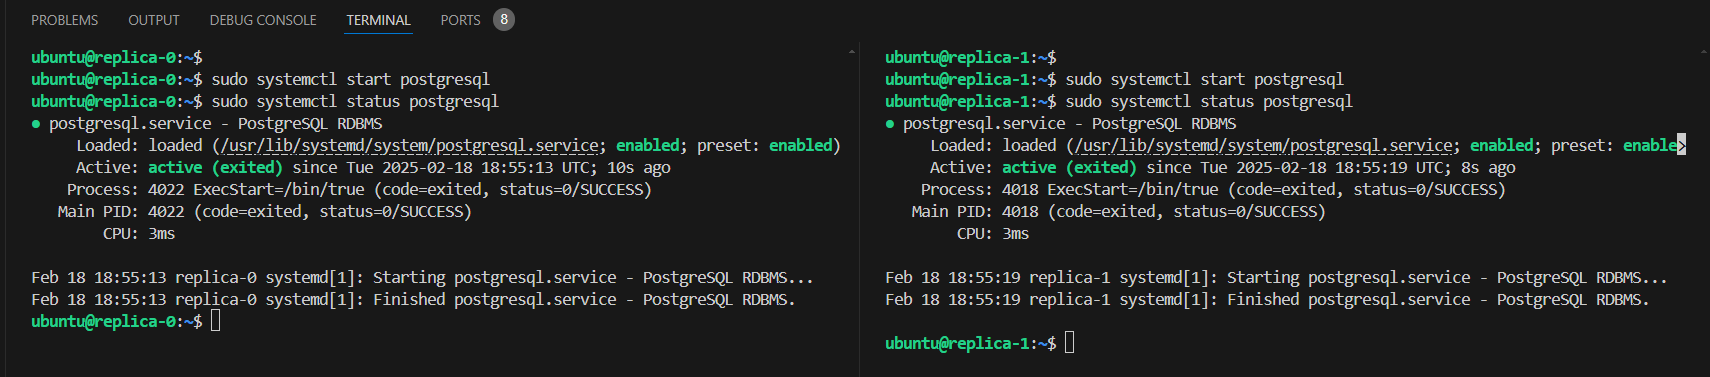 PROBLEMS OUTPUT DEBUG CONSOLE TERMINAL PORTS 8
ubuntu@replica-0:~$
ubuntu@replica-0:~$ sudo systemctl start postgresql
ubuntu@replica-0:~$ sudo systemctl status postgresql
● postgresql.service - PostgreSQL RDBMS
     Loaded: loaded (/usr/lib/systemd/system/postgresql.service; enabled; preset: enabled)
     Active: active (exited) since Tue 2025-02-18 18:55:13 UTC; 10s ago
    Process: 4022 ExecStart=/bin/true (code=exited, status=0/SUCCESS)
   Main PID: 4022 (code=exited, status=0/SUCCESS)
        CPU: 3ms

Feb 18 18:55:13 replica-0 systemd[1]: Starting postgresql.service - PostgreSQL RDBMS...
Feb 18 18:55:13 replica-0 systemd[1]: Finished postgresql.service - PostgreSQL RDBMS.
ubuntu@replica-0:~$
ubuntu@replica-1:~$
ubuntu@replica-1:~$ sudo systemctl start postgresql
ubuntu@replica-1:~$ sudo systemctl status postgresql
● postgresql.service - PostgreSQL RDBMS
     Loaded: loaded (/usr/lib/systemd/system/postgresql.service; enabled; preset: enable>
     Active: active (exited) since Tue 2025-02-18 18:55:19 UTC; 8s ago
    Process: 4018 ExecStart=/bin/true (code=exited, status=0/SUCCESS)
   Main PID: 4018 (code=exited, status=0/SUCCESS)
        CPU: 3ms

Feb 18 18:55:19 replica-1 systemd[1]: Starting postgresql.service - PostgreSQL RDBMS...
Feb 18 18:55:19 replica-1 systemd[1]: Finished postgresql.service - PostgreSQL RDBMS.

ubuntu@replica-1:~$